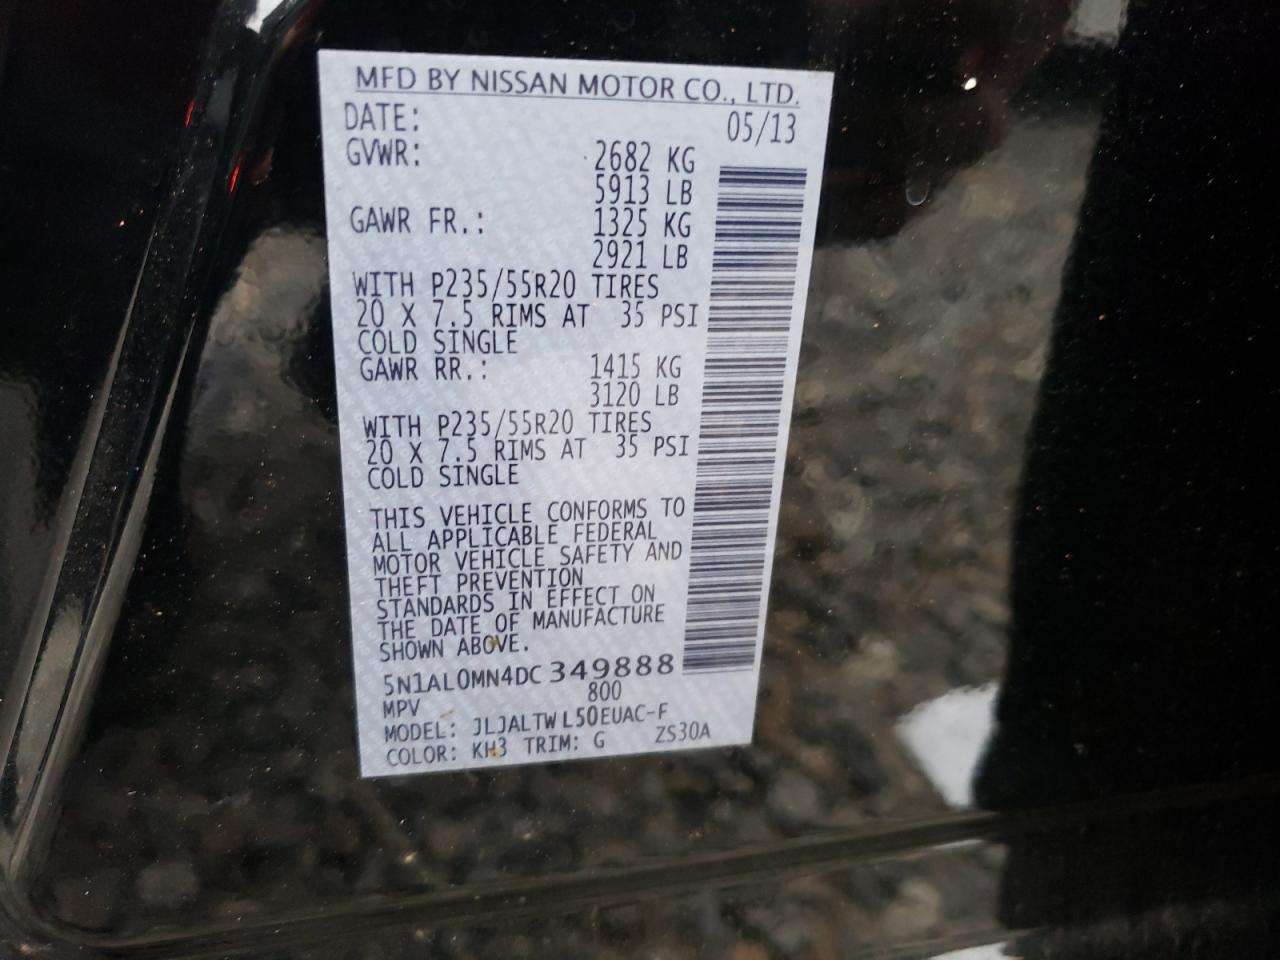 MFD BY NISSAN MOTOR CO., LTD.
DATE: 05/13
GVWR: 2682 KG
5913 LB
GAWR FR.: 1325 KG
2921 LB
WITH P235/55R20 TIRES
20 X 7.5 RIMS AT 35 PSI
COLD SINGLE
GAWR RR.: 1415 KG
3120 LB
WITH P235/55R20 TIRES
20 X 7.5 RIMS AT 35 PSI
COLD SINGLE
THIS VEHICLE CONFORMS TO
ALL APPLICABLE FEDERAL
MOTOR VEHICLE SAFETY AND
THEFT PREVENTION
STANDARDS IN EFFECT ON
THE DATE OF MANUFACTURE
SHOWN ABOVE.
5N1AL0MN4DC349888
MPV 800
MODEL: JLJALTWL50EUAC-F
COLOR: KH3 TRIM: G ZS30A